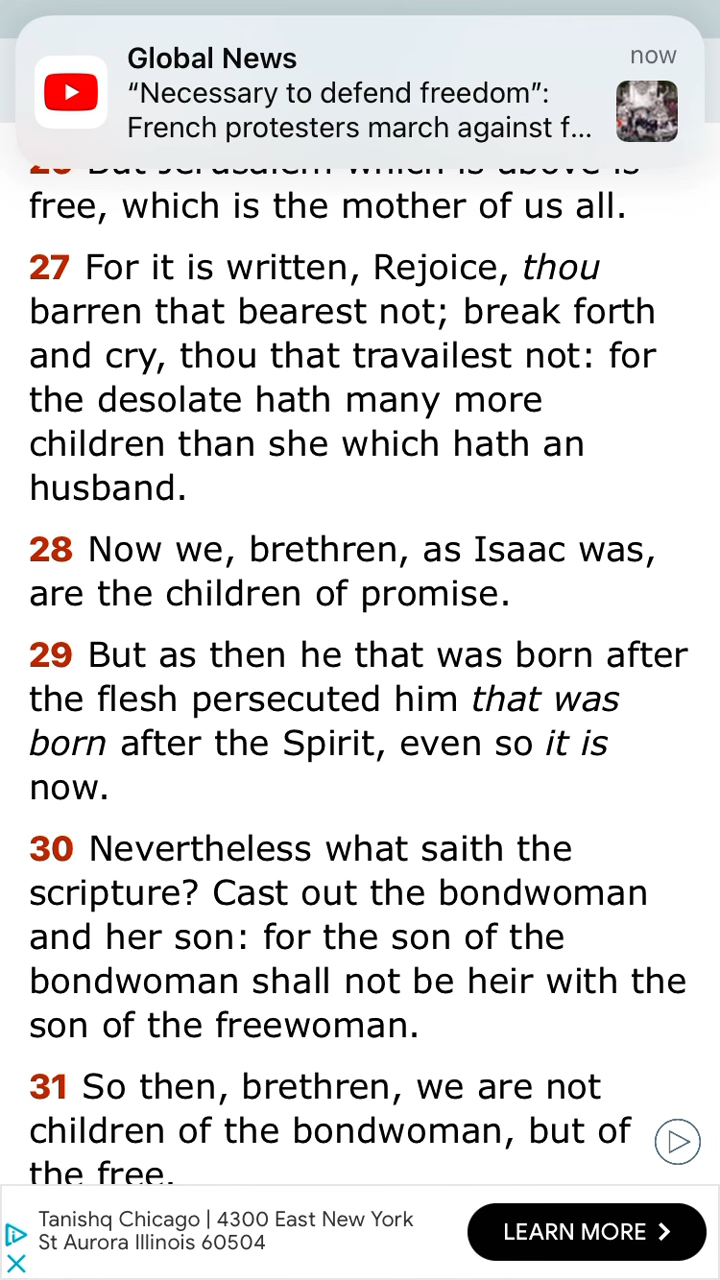 Global News
now
“Necessary to defend freedom”:
French protesters march against f...
26 But Jerusalem which is above is
free, which is the mother of us all.
27 For it is written, Rejoice, thou
barren that bearest not; break forth
and cry, thou that travailest not: for
the desolate hath many more
children than she which hath an
husband.
28 Now we, brethren, as Isaac was,
are the children of promise.
29 But as then he that was born after
the flesh persecuted him that was
born after the Spirit, even so it is
now.
30 Nevertheless what saith the
scripture? Cast out the bondwoman
and her son: for the son of the
bondwoman shall not be heir with the
son of the freewoman.
31 So then, brethren, we are not
children of the bondwoman, but of
the free.
Tanishq Chicago | 4300 East New York
St Aurora Illinois 60504
LEARN MORE